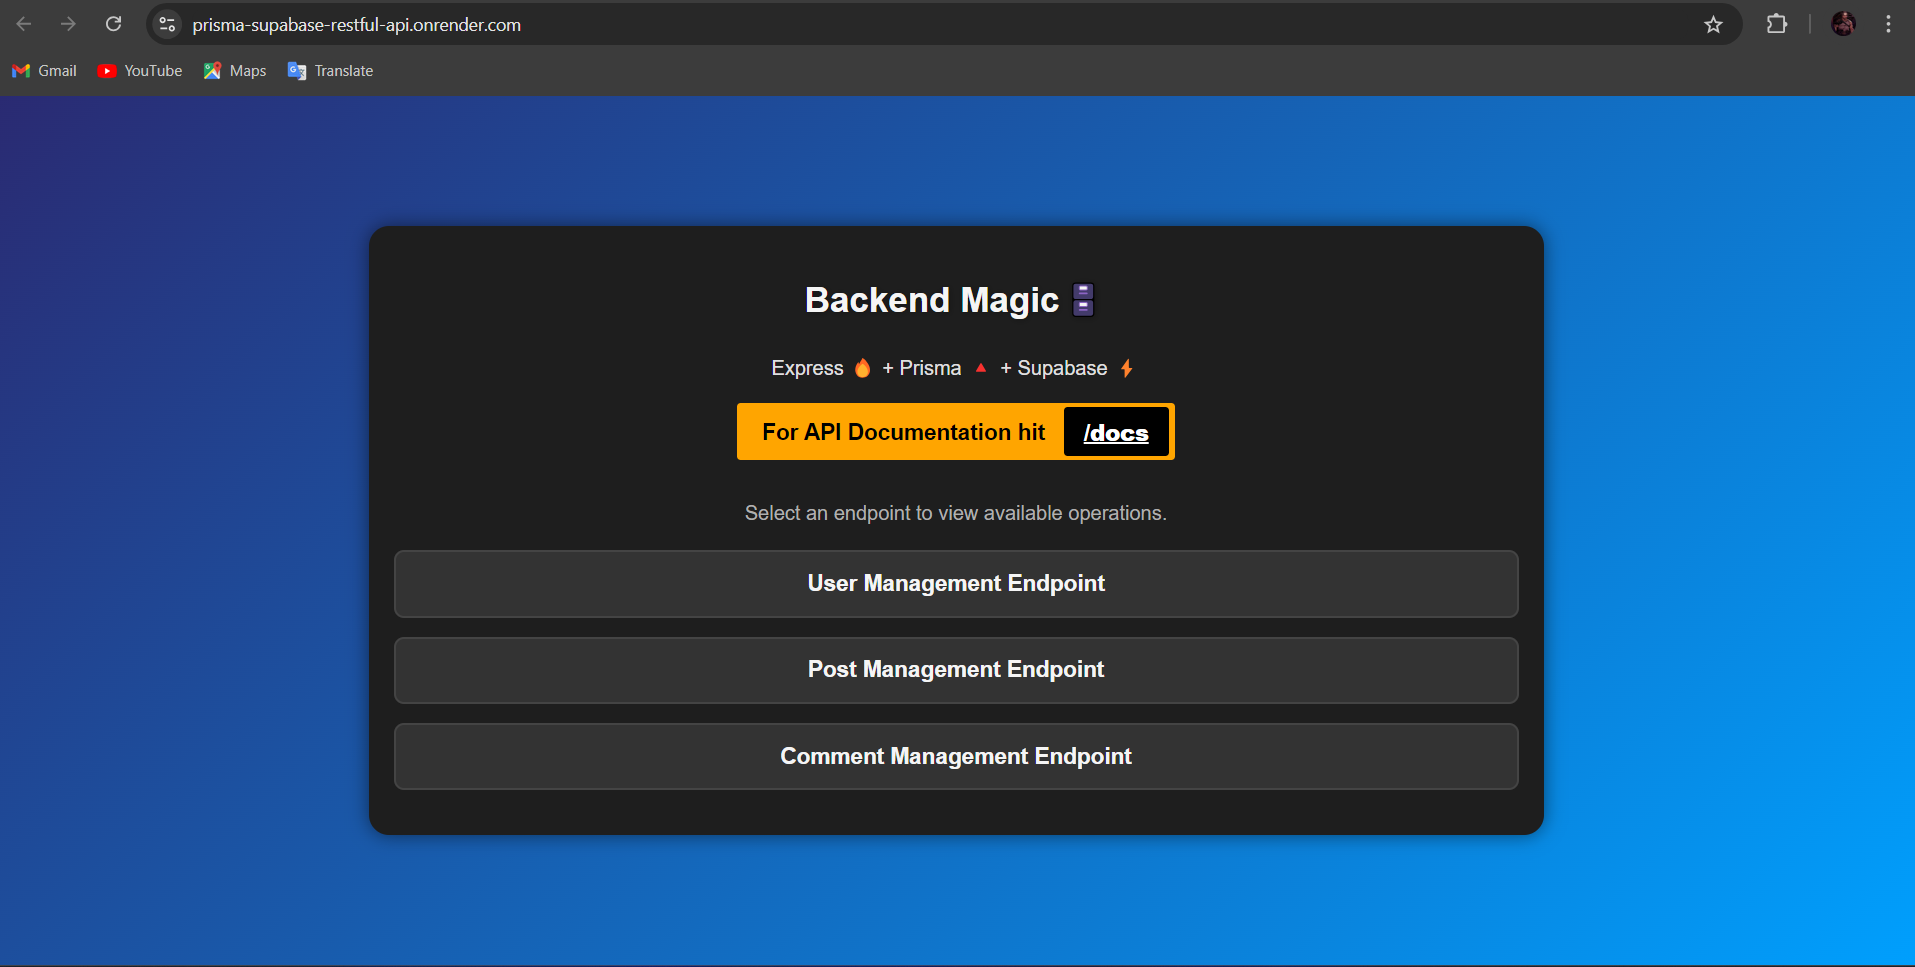 prisma-supabase-restful-api.onrender.com
Gmail YouTube Maps Translate
Backend Magic 🗄️
Express 🔥 + Prisma 🔺 + Supabase ⚡
For API Documentation hit /docs
Select an endpoint to view available operations.
User Management Endpoint
Post Management Endpoint
Comment Management Endpoint